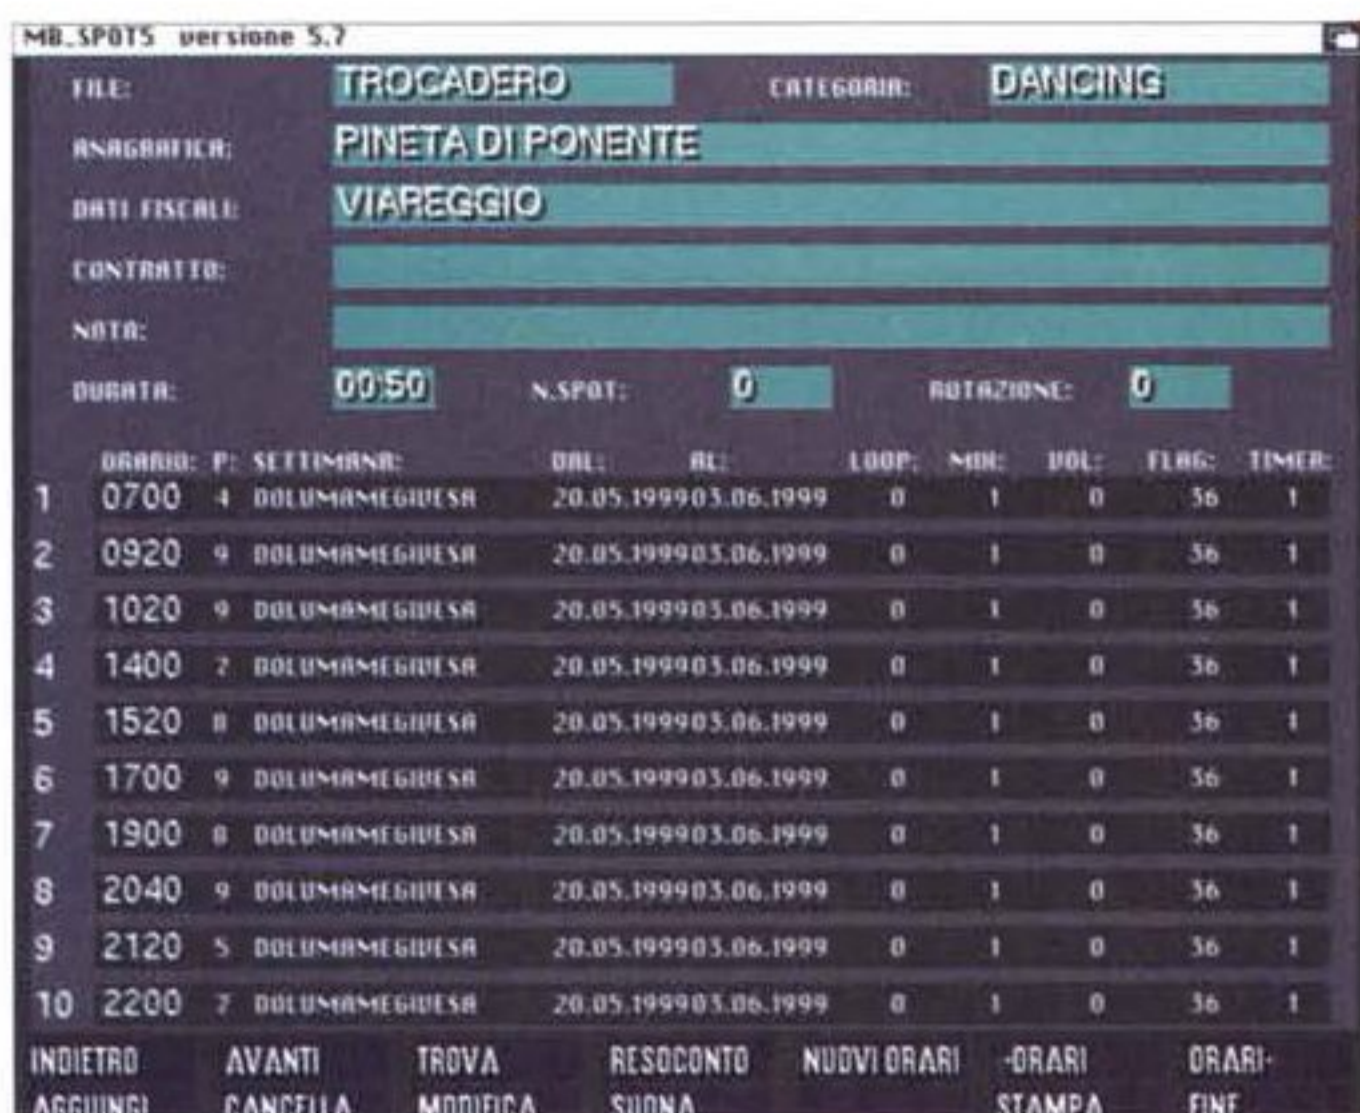 MB_SPOTS versione 5.7
FILE: TROCADERO CATEGORIA: DANCING
ANAGRAFICA: PINETA DI PONENTE
DATI FISCALI: VIAREGGIO
CONTRATTO:
NOTA:
DURATA: 00:50 N.SPOT: 0 ROTAZIONE: 0
ORARIO: P: SETTIMANA: DAL: AL: LOOP: MIX: VOL: FLAG: TIMER:
1 0700 4 DOLUMAMEGIVESA 20.05.199903.06.1999 0 1 0 36 1
2 0920 9 DOLUMAMEGIVESA 20.05.199903.06.1999 0 1 0 36 1
3 1020 9 DOLUMAMEGIVESA 20.05.199903.06.1999 0 1 0 36 1
4 1400 7 DOLUMAMEGIVESA 20.05.199903.06.1999 0 1 0 36 1
5 1520 8 DOLUMAMEGIVESA 20.05.199903.06.1999 0 1 0 36 1
6 1700 9 DOLUMAMEGIVESA 20.05.199903.06.1999 0 1 0 36 1
7 1900 8 DOLUMAMEGIVESA 20.05.199903.06.1999 0 1 0 36 1
8 2040 9 DOLUMAMEGIVESA 20.05.199903.06.1999 0 1 0 36 1
9 2120 5 DOLUMAMEGIVESA 20.05.199903.06.1999 0 1 0 36 1
10 2200 7 DOLUMAMEGIVESA 20.05.199903.06.1999 0 1 0 36 1
INDIETRO AVANTI TROVA RESOCONTO NUOVI ORARI -ORARI ORARI-
AGGIUNGI CANCELLA MODIFICA SUONA STAMPA FINE